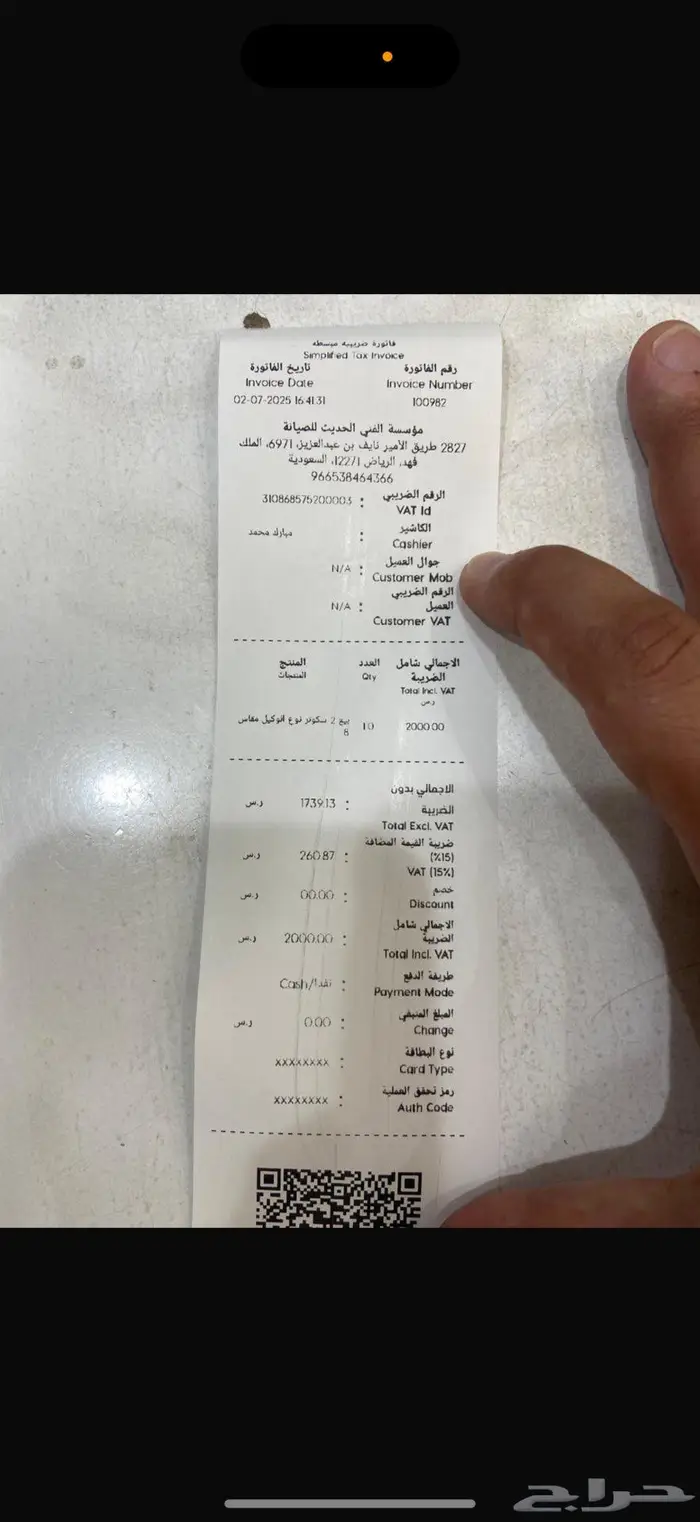 فاتورة ضريبية مبسطة
Simplified Tax Invoice
رقم الفاتورة تاريخ الفاتورة
Invoice Number Invoice Date
100982 02-07-2025 16:41:31
مؤسسة الفني الحديث للصيانة
2827 طريق الأمير نايف بن عبدالعزيز، 6971، الملك
فهد، الرياض 12271، السعودية
966538464366
الرقم الضريبي : 310868575200003
VAT Id
الكاشير
Cashier : مبارك محمد
جوال العميل : N/A
Customer Mob
الرقم الضريبي
العميل : N/A
Customer VAT
الاجمالي شامل العدد المنتج
الضريبة Qty المنتجات
Total Incl. VAT
ر.س
2000.00 1.0 بيع 2 سكوتر نوع
مقاس
8
الاجمالي بدون
الضريبة : 1739.13 ر.س
Total Excl. VAT
ضريبة القيمة المضافة
(15%) : 260.87 ر.س
VAT (15%)
خصم : 00.00 ر.س
Discount
الاجمالي شامل
الضريبة : 2000.00 ر.س
Total Incl. VAT
طريقة الدفع : نقدا/Cash
Payment Mode
المبلغ المتبقي : 0.00 ر.س
Change
نوع البطاقة : xxxxxxxx
Card Type
رمز تحقق العملية : xxxxxxxx
Auth Code
حراج